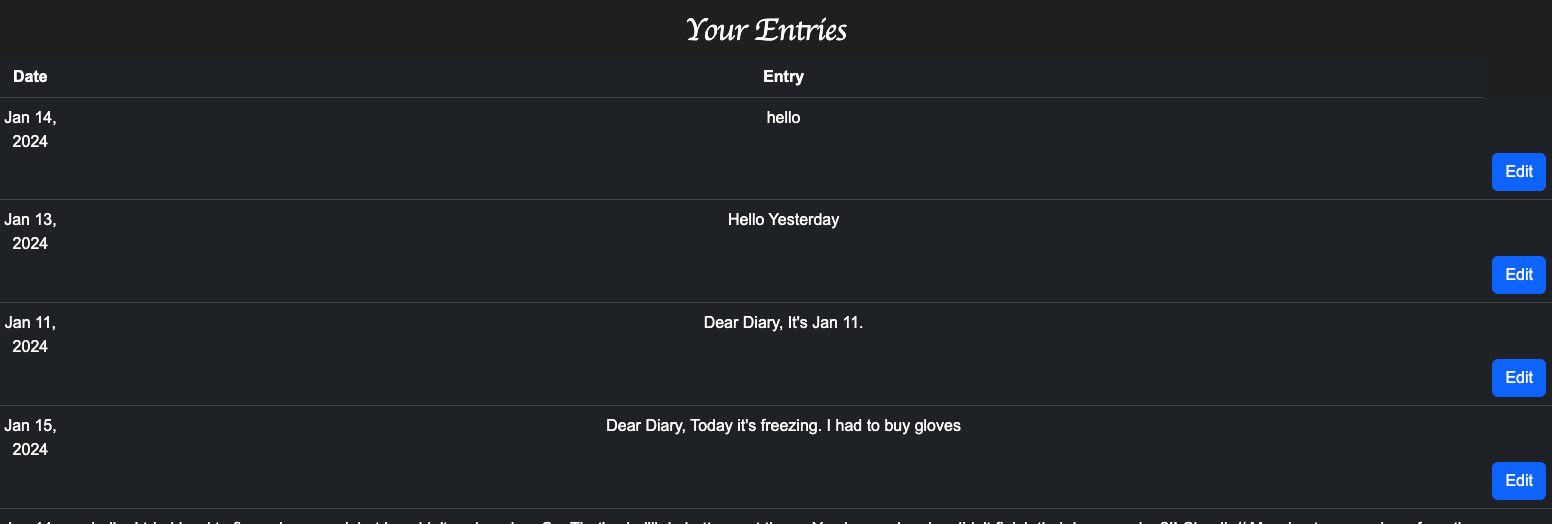 Your Entries
Date Entry
Jan 14, hello
2024
Edit
Jan 13, Hello Yesterday
2024
Edit
Jan 11, Dear Diary, It's Jan 11.
2024
Edit
Jan 15, Dear Diary, Today it's freezing. I had to buy gloves
2024
Edit